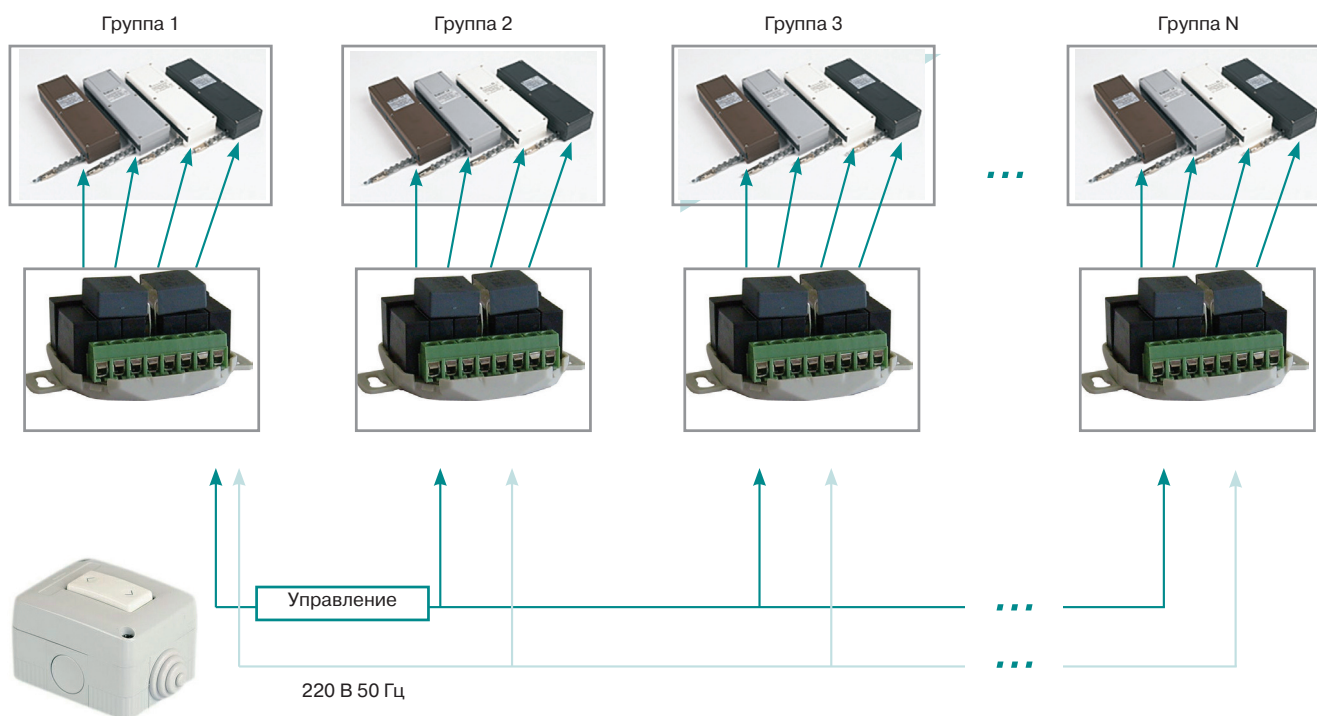 Группа 1
Группа 2
Группа 3
Группа N
...
Управление
...
...
220 В 50 Гц